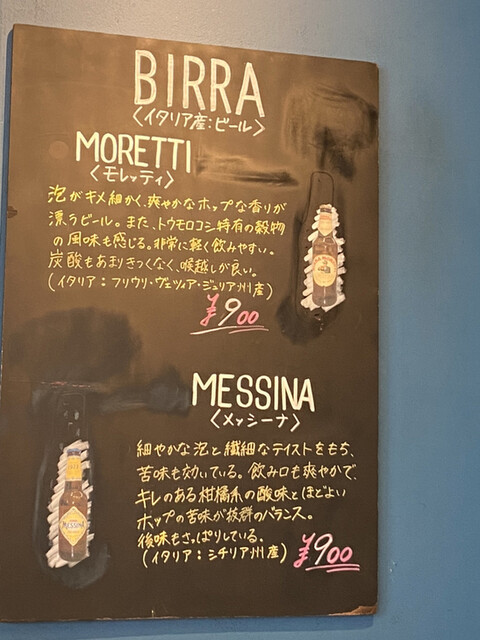 BIRRA
〈イタリア産:ビール〉
MORETTI
〈モレッティ〉
泡がキメ細かく、爽やかなホップな香りが
漂うビール。また、トウモロコシ特有の穀物
の風味も感じる。非常に軽く飲みやすい。
炭酸もあまりきつくなく、喉越しが良い。
(イタリア:フリウリ・ヴェネツィア・ジュリア州産)
¥900
MESSINA
〈メッシーナ〉
細やかな泡と繊細なテイストをもち、
苦味も効いている。飲み口も爽やかで、
キレのある柑橘系の酸味とほどよい
ホップの苦味が抜群のバランス。
後味もさっぱりしている。
(イタリア:シチリア州産)
¥900
MESSINA